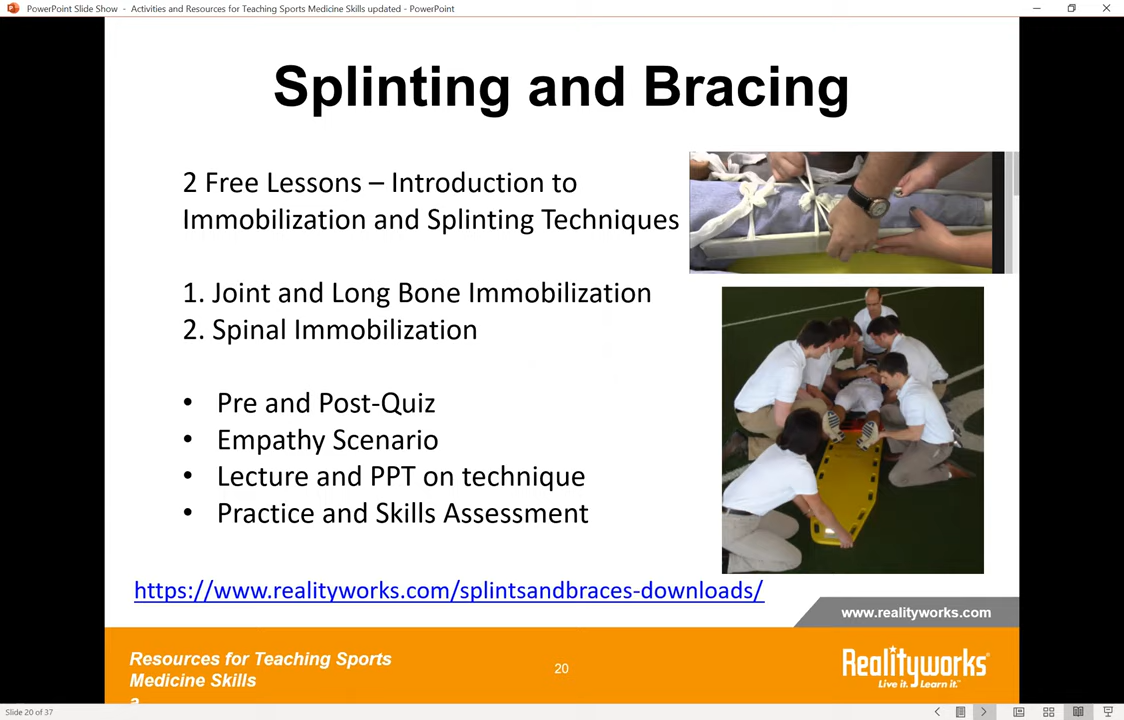 PowerPoint Slide Show - Activities and Resources for Teaching Sports Medicine Skills updated - PowerPoint
Splinting and Bracing
2 Free Lessons – Introduction to
Immobilization and Splinting Techniques
1. Joint and Long Bone Immobilization
2. Spinal Immobilization
• Pre and Post-Quiz
• Empathy Scenario
• Lecture and PPT on technique
• Practice and Skills Assessment
https://www.realityworks.com/splintsandbraces-downloads/
www.realityworks.com
Resources for Teaching Sports
Medicine Skills
a
20
Realityworks
Live it. Learn it.™
Slide 20 of 37